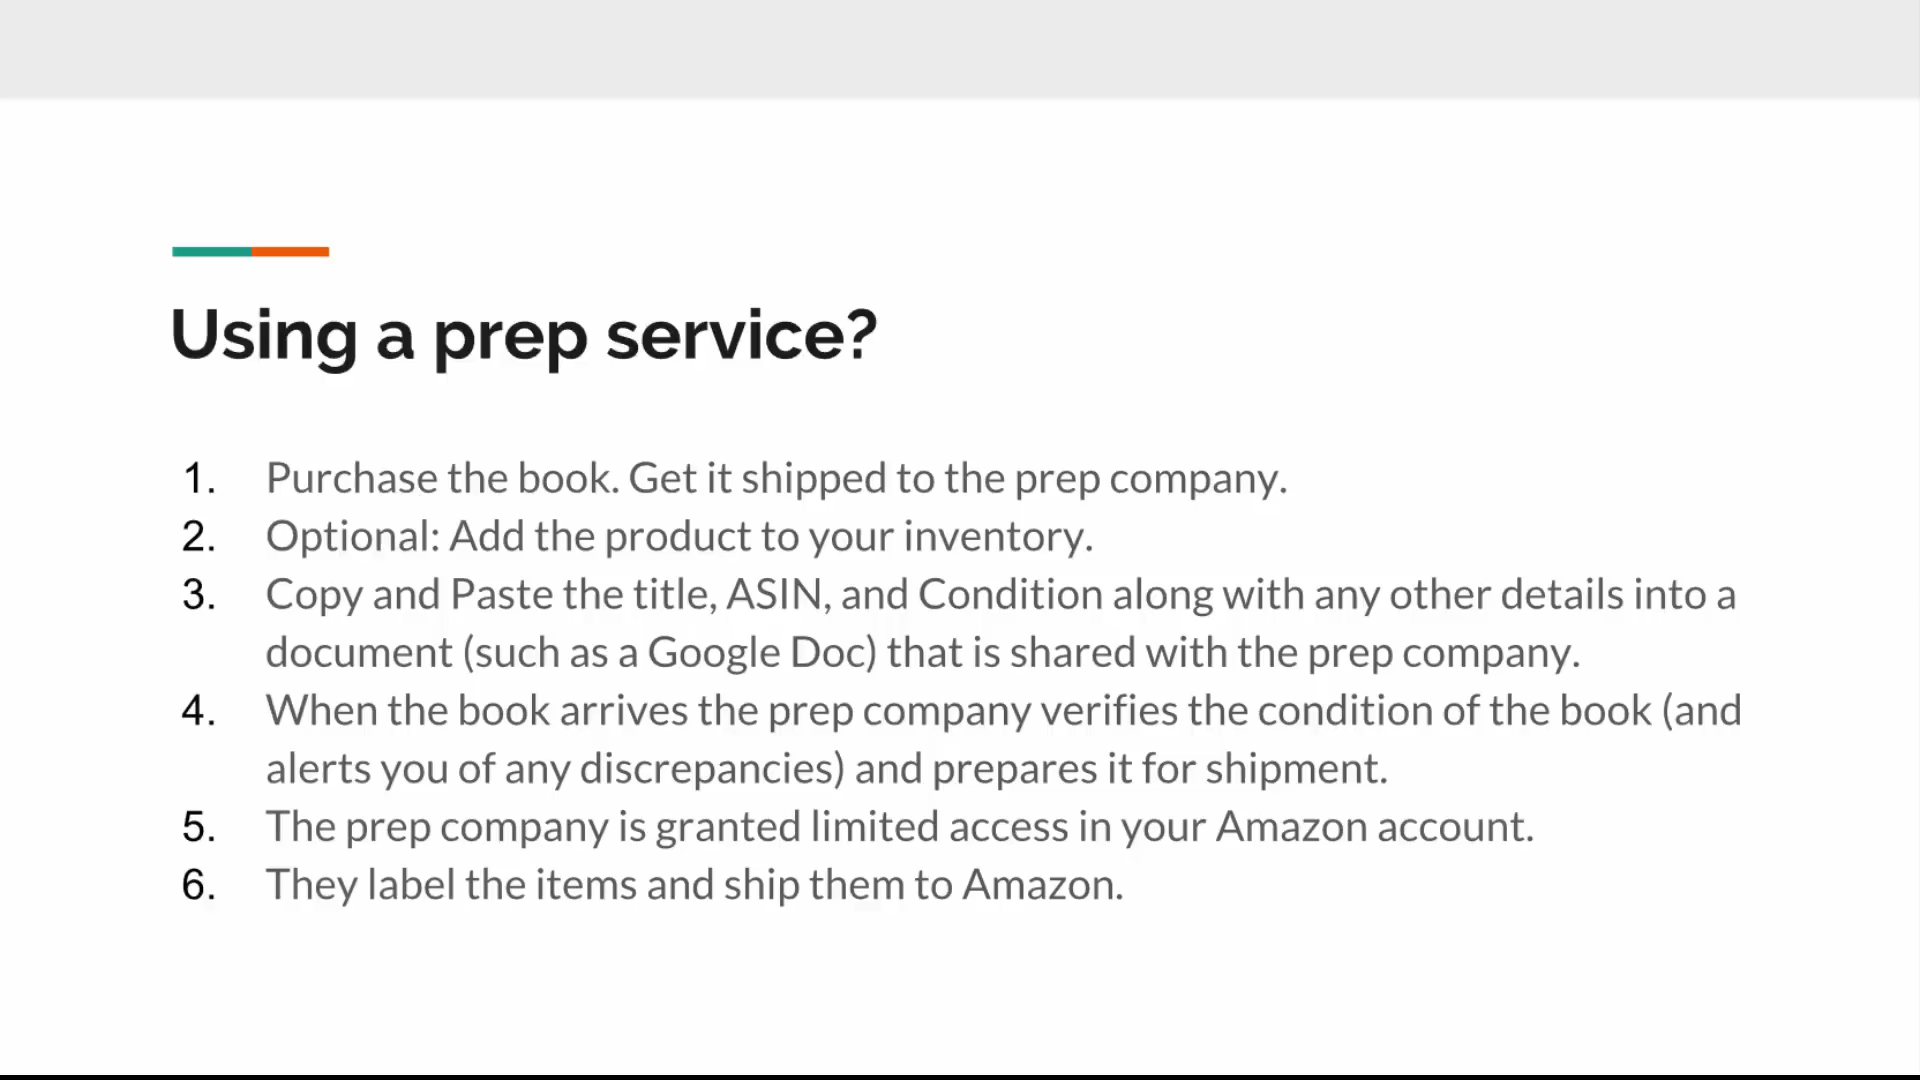 Using a prep service?
1. Purchase the book. Get it shipped to the prep company.
2. Optional: Add the product to your inventory.
3. Copy and Paste the title, ASIN, and Condition along with any other details into a
document (such as a Google Doc) that is shared with the prep company.
4. When the book arrives the prep company verifies the condition of the book (and
alerts you of any discrepancies) and prepares it for shipment.
5. The prep company is granted limited access in your Amazon account.
6. They label the items and ship them to Amazon.